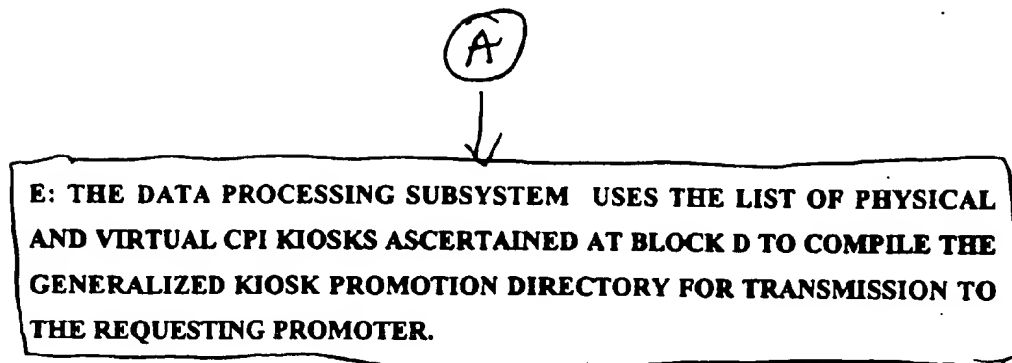 A
E: THE DATA PROCESSING SUBSYSTEM USES THE LIST OF PHYSICAL
AND VIRTUAL CPI KIOSKS ASCERTAINED AT BLOCK D TO COMPILE THE
GENERALIZED KIOSK PROMOTION DIRECTORY FOR TRANSMISSION TO
THE REQUESTING PROMOTER.